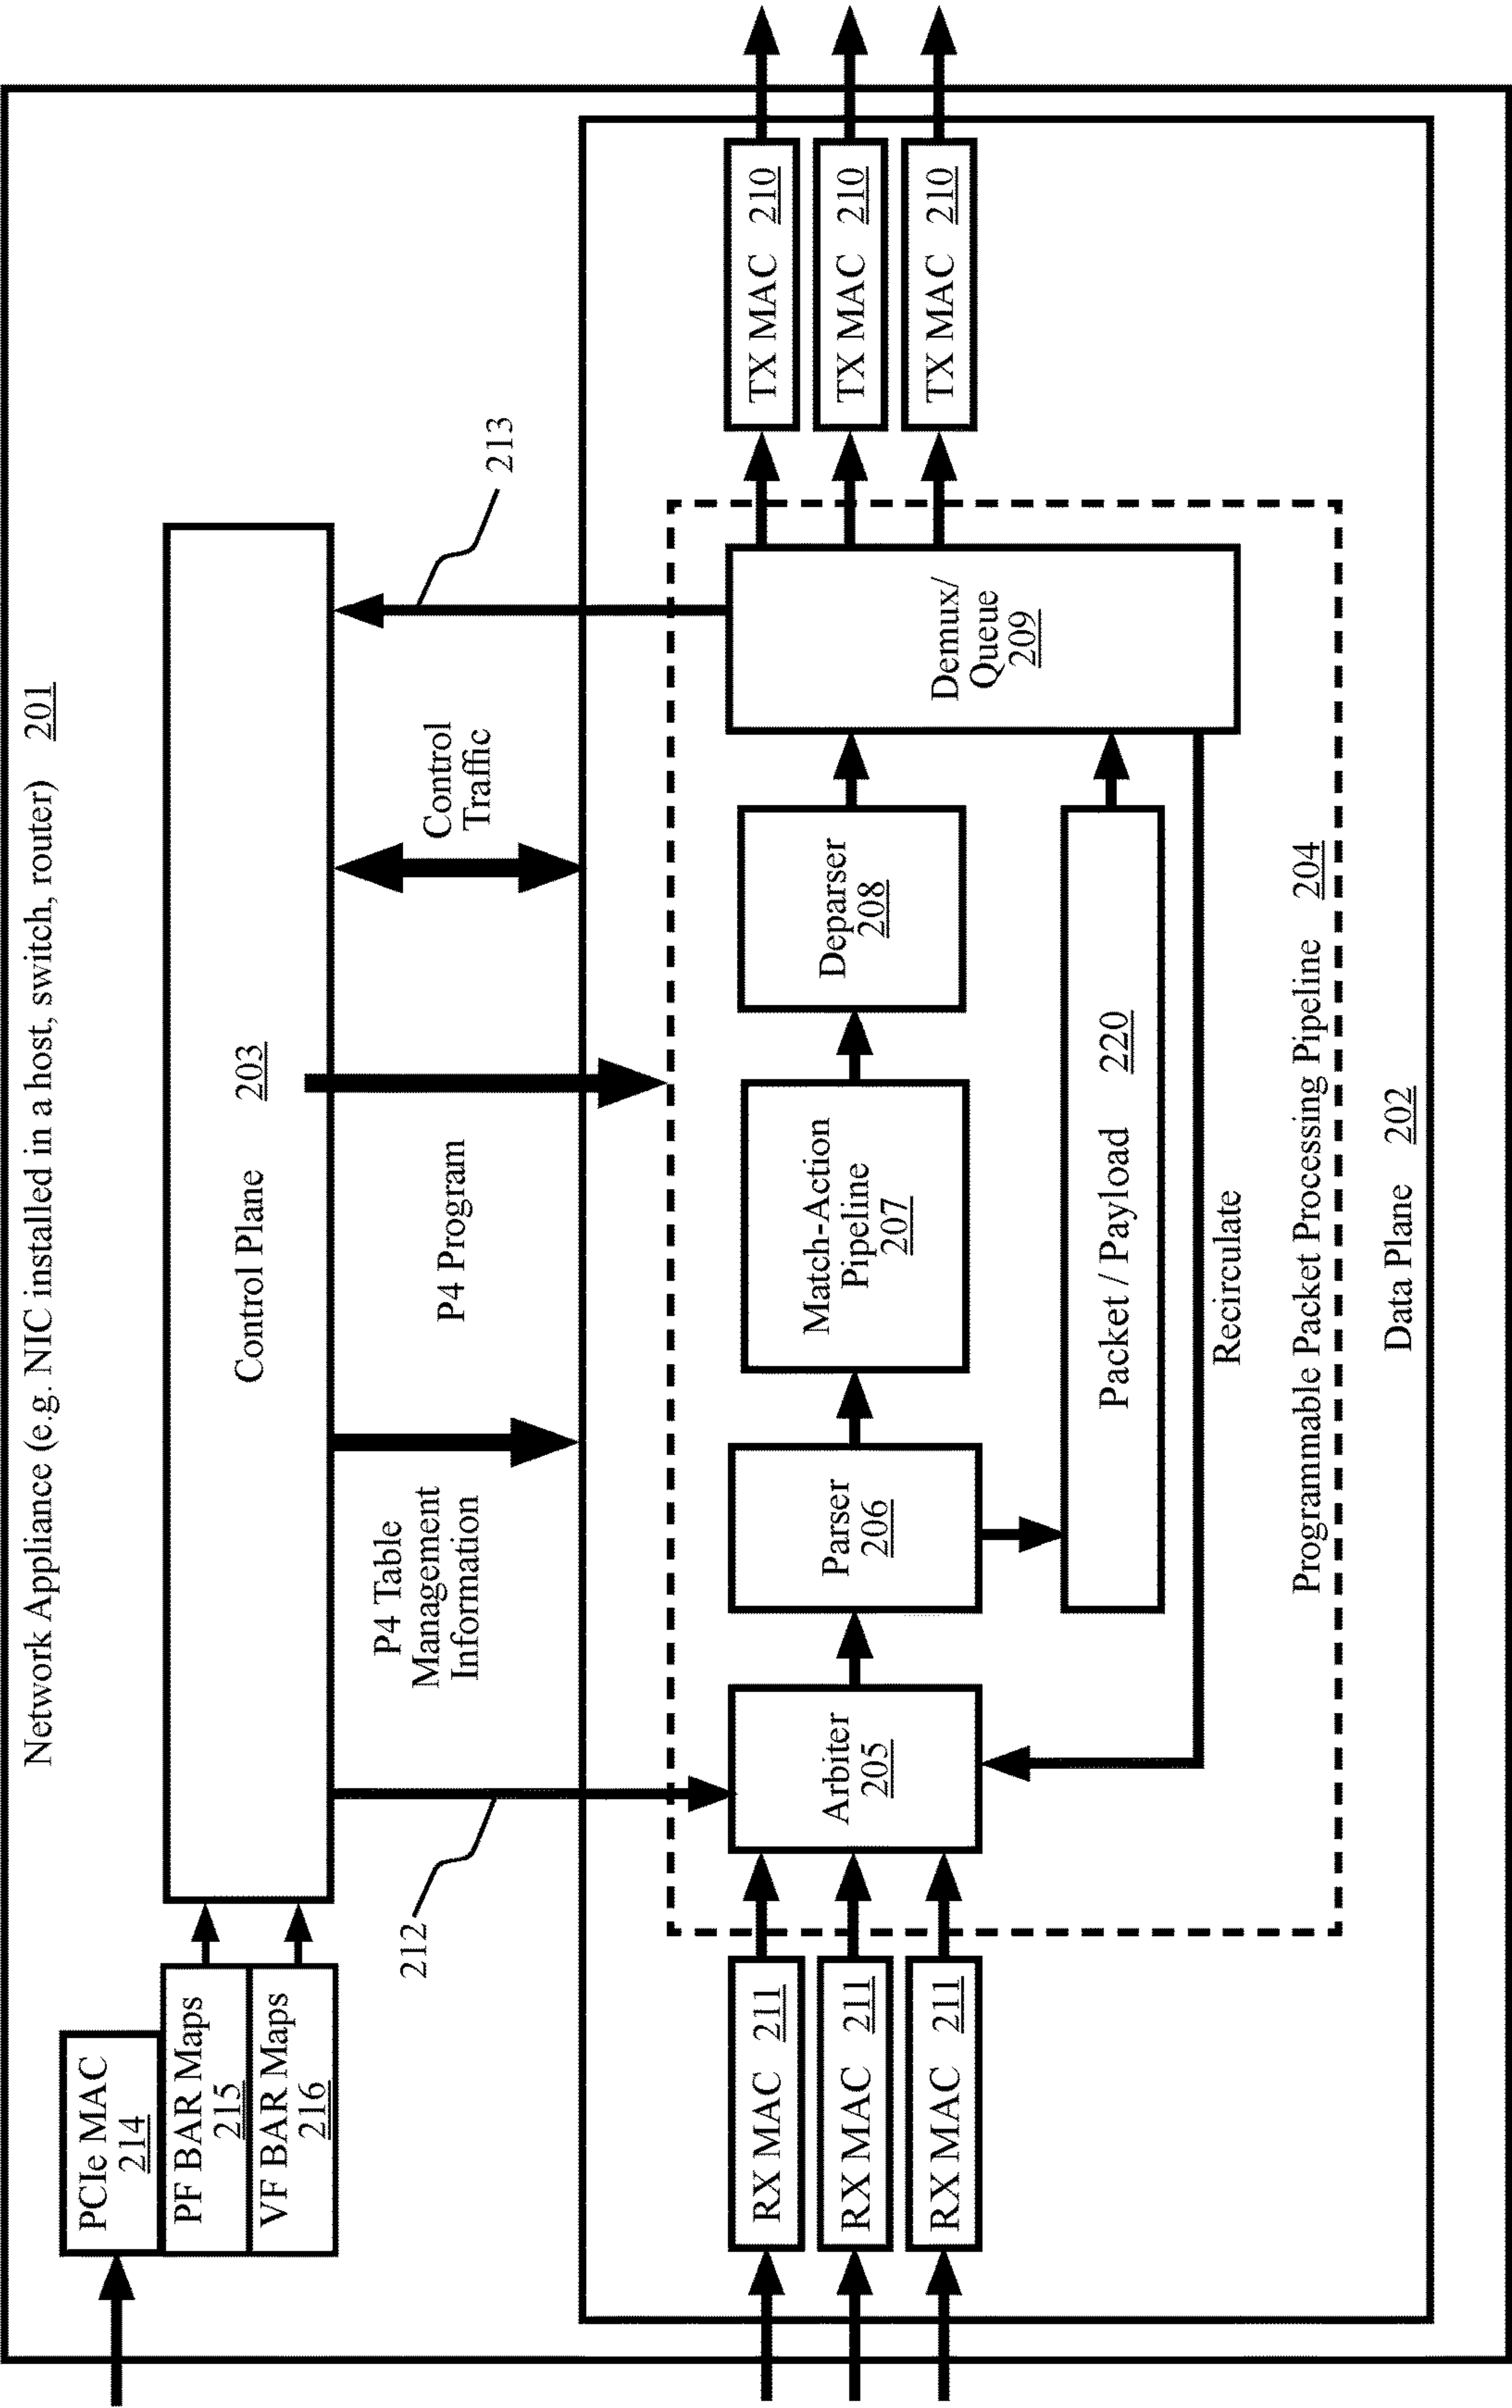 Network Appliance (e.g. NIC installed in a host, switch, router) 201
PCIe MAC
214
PF BAR Maps
215
VF BAR Maps
216
Control Plane 203
212
P4 Table
Management
Information
P4 Program
Control
Traffic
213
RX MAC 211
RX MAC 211
RX MAC 211
Arbiter
205
Parser
206
Match-Action
Pipeline
207
Deparser
208
Demux/
Queue
209
Packet / Payload 220
Recirculate
TX MAC 210
TX MAC 210
TX MAC 210
Programmable Packet Processing Pipeline 204
Data Plane 202